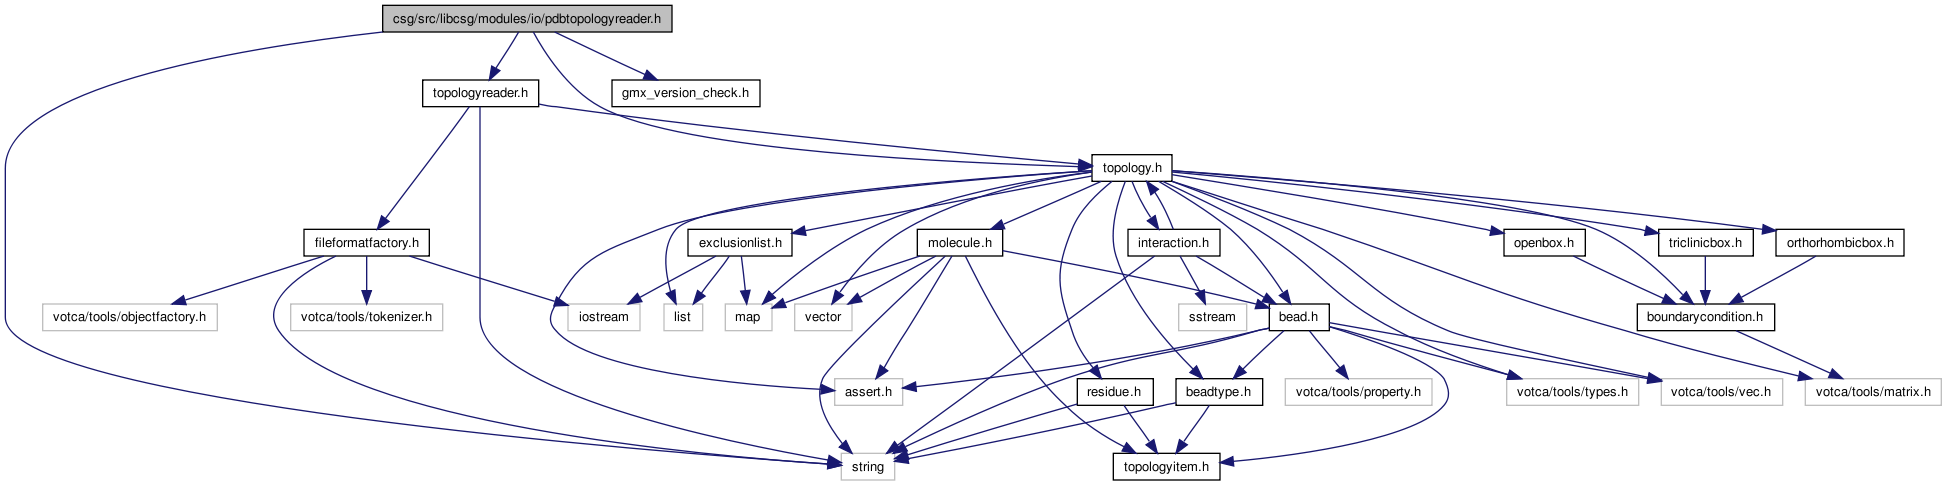 csg/src/libcsg/modules/io/pdbtopologyreader.h
topologyreader.h
gmx_version_check.h
topology.h
fileformatfactory.h
exclusionlist.h
molecule.h
interaction.h
openbox.h
triclinicbox.h
orthorhombicbox.h
votca/tools/objectfactory.h
votca/tools/tokenizer.h
iostream
list
map
vector
sstream
bead.h
boundarycondition.h
assert.h
residue.h
beadtype.h
votca/tools/property.h
votca/tools/types.h
votca/tools/vec.h
votca/tools/matrix.h
string
topologyitem.h